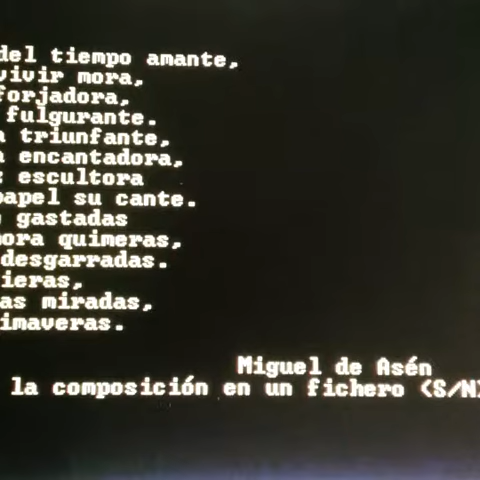 del tiempo amante,
vivir mora,
forjadora,
fulgurante.
a triunfante,
a encantadora,
z escultora
papel su cante.
gastadas
ora quimeras,
desgarradas.
ieras,
as miradas,
imaveras.
Miguel de Asén
la composición en un fichero (S/N)